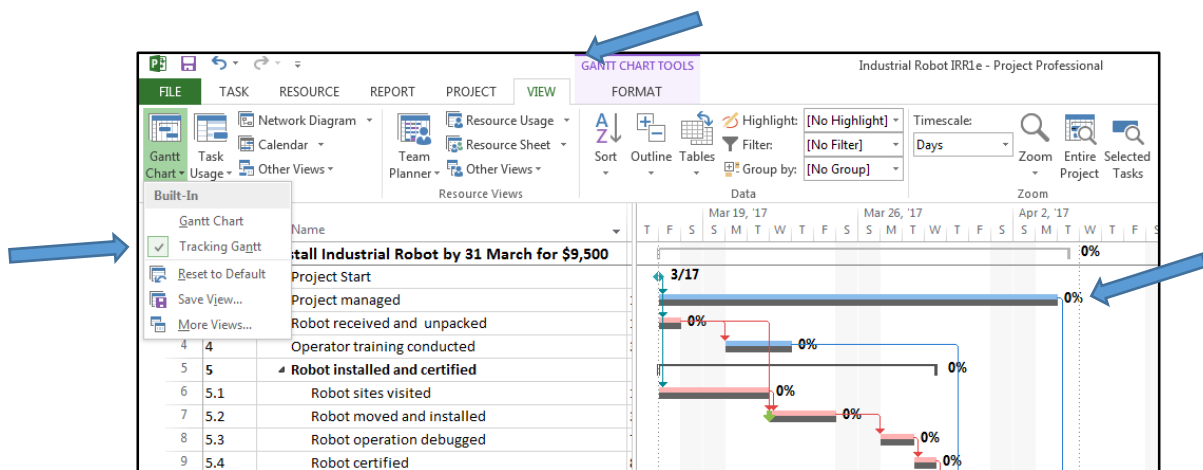 GANTT CHART TOOLS
Industrial Robot IRR1e - Project Professional
FILE TASK RESOURCE REPORT PROJECT VIEW FORMAT
Gantt Chart
Task Usage
Network Diagram
Calendar
Other Views
Team Planner
Resource Usage
Resource Sheet
Other Views
Resource Views
Sort
Outline
Tables
Highlight: [No Highlight]
Filter: [No Filter]
Group by: [No Group]
Data
Timescale:
Days
Zoom
Entire Project
Selected Tasks
Zoom
Built-In
Gantt Chart
Tracking Gantt
Reset to Default
Save View...
More Views...
Name
Mar 19, '17 Mar 26, '17 Apr 2, '17
T F S S M T W T F S S M T W T F S S M T W T F S
stall Industrial Robot by 31 March for $9,500 0%
Project Start 3/17
Project managed 0%
Robot received and unpacked 0%
4 4 Operator training conducted 0%
5 5 Robot installed and certified 0%
6 5.1 Robot sites visited 0%
7 5.2 Robot moved and installed 0%
8 5.3 Robot operation debugged 0%
9 5.4 Robot certified 0%